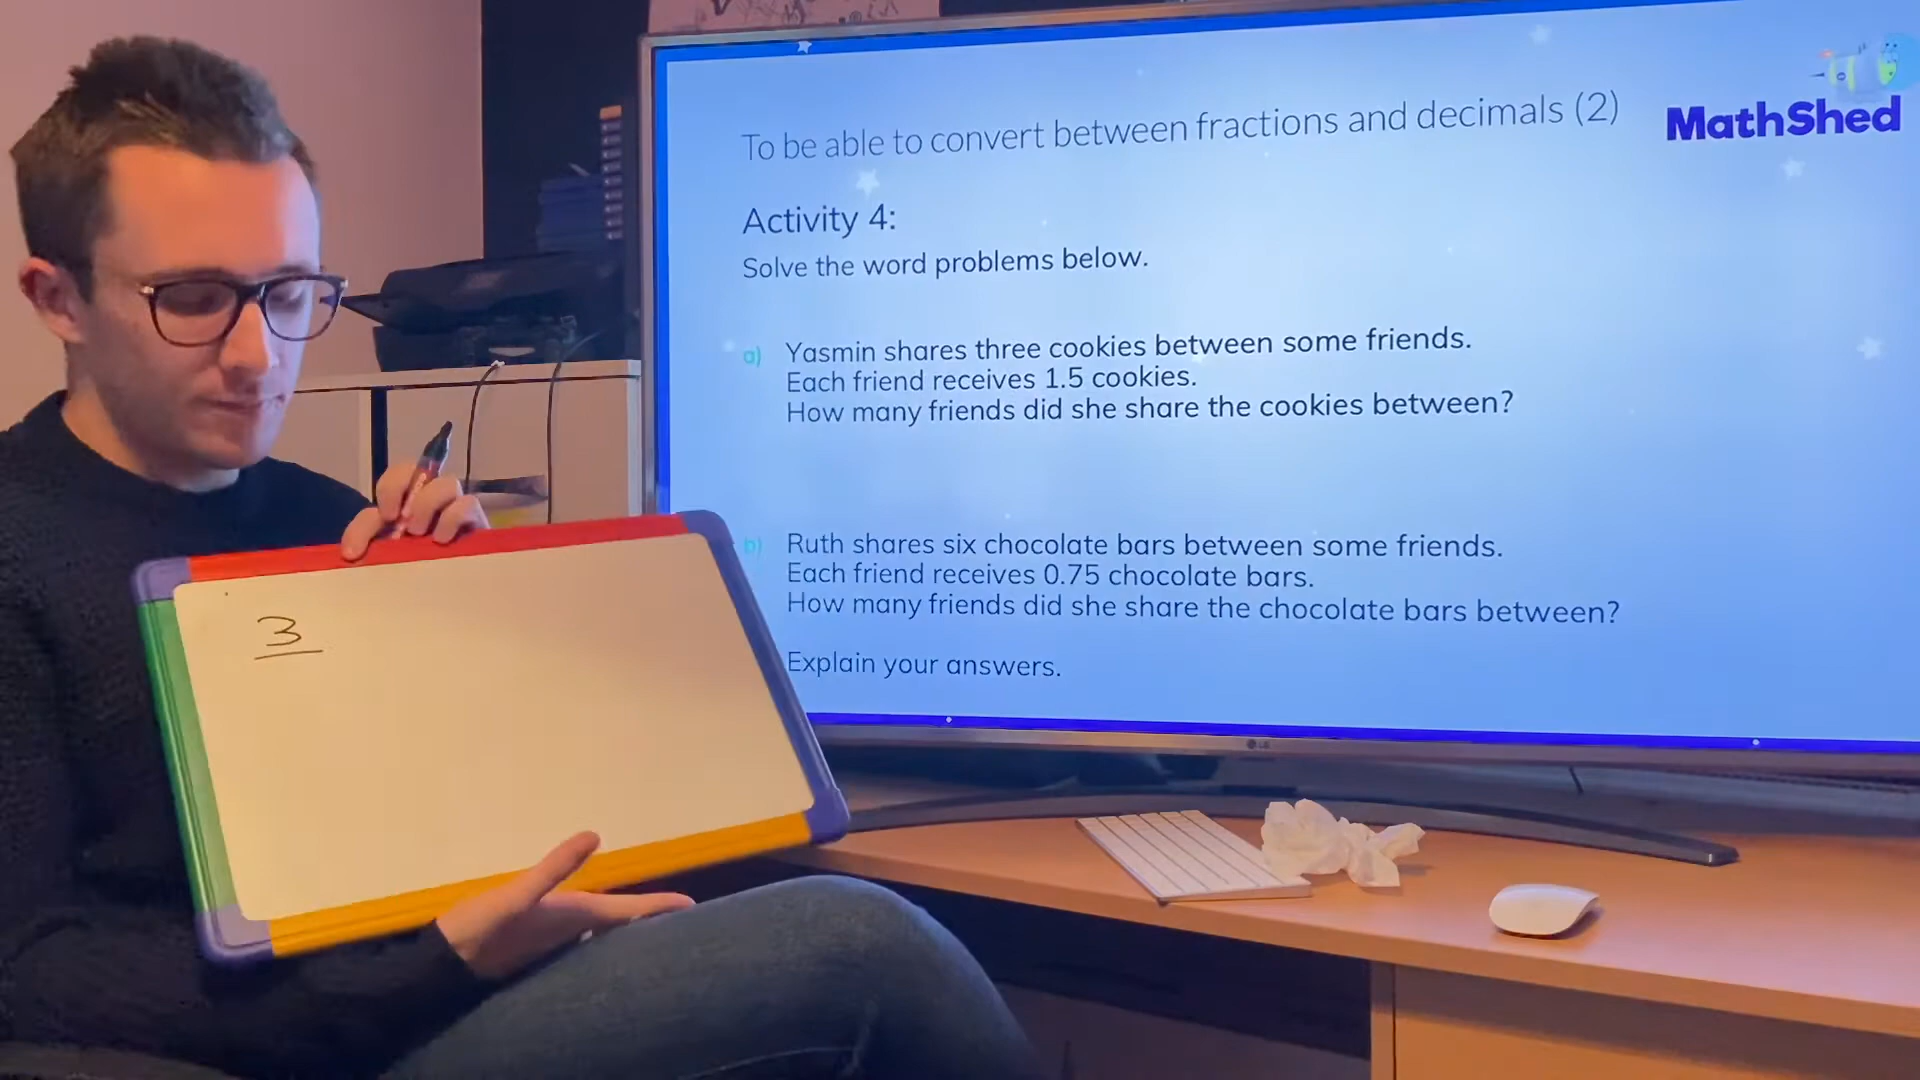 To be able to convert between fractions and decimals (2)
MathShed
Activity 4:
Solve the word problems below.
a) Yasmin shares three cookies between some friends.
Each friend receives 1.5 cookies.
How many friends did she share the cookies between?
b) Ruth shares six chocolate bars between some friends.
Each friend receives 0.75 chocolate bars.
How many friends did she share the chocolate bars between?
Explain your answers.
3
LG